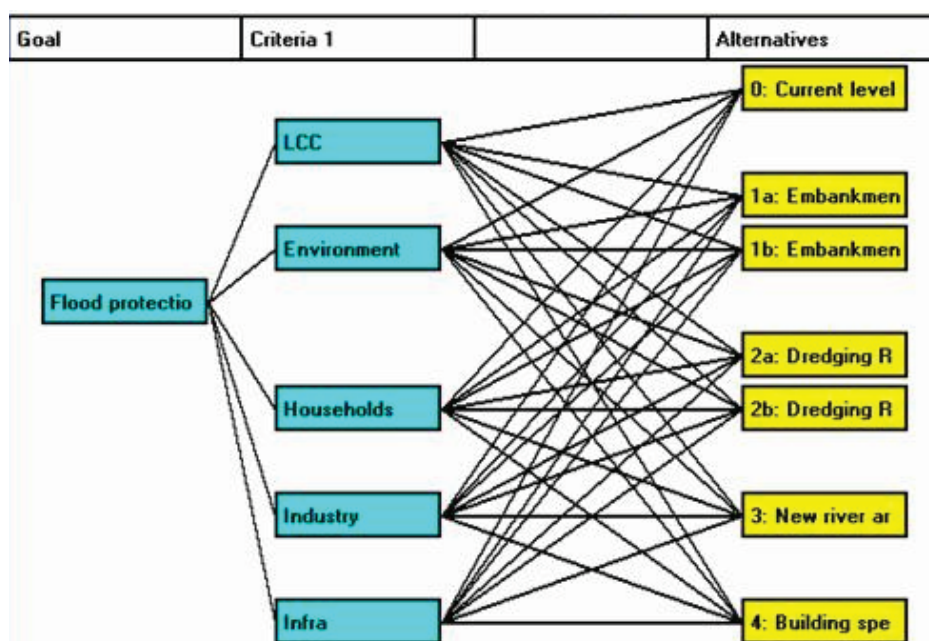 Goal
Criteria 1
Alternatives
LCC
Environment
Flood protectio
Households
Industry
Infra
0: Current level
1a: Embankmen
1b: Embankmen
2a: Dredging R
2b: Dredging R
3: New river ar
4: Building spe